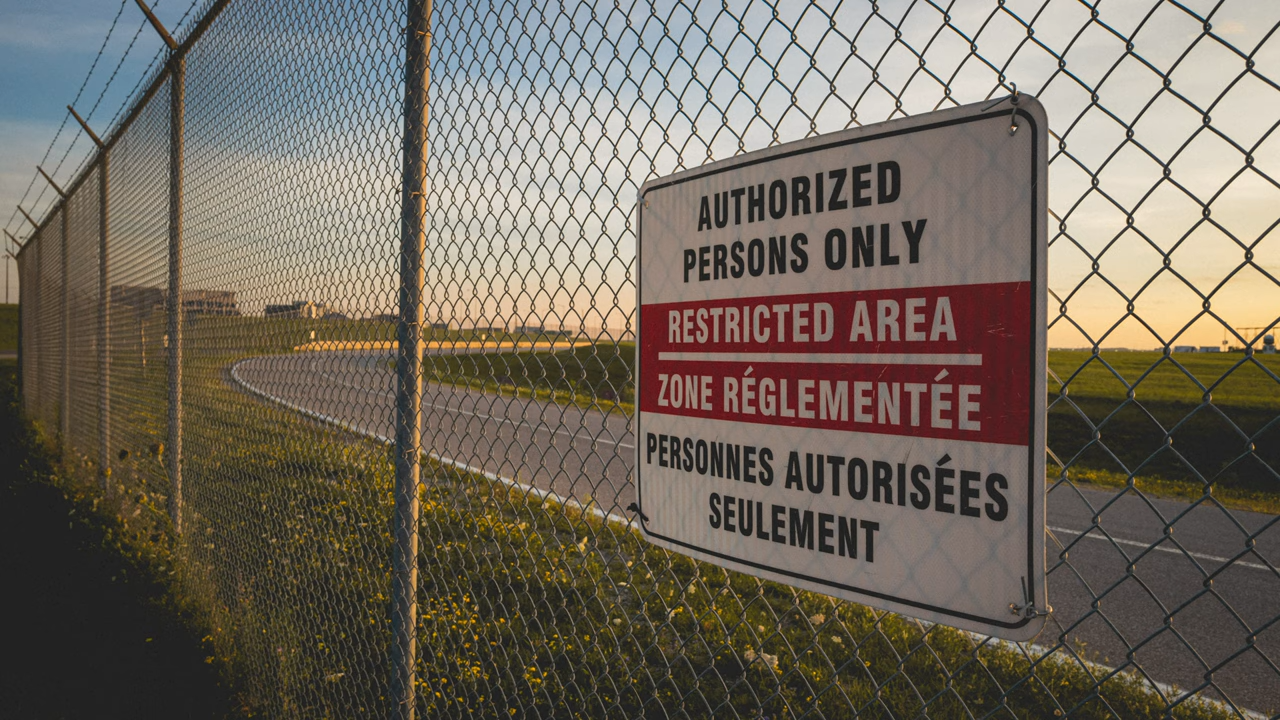 AUTHORIZED
PERSONS ONLY
RESTRICTED AREA
ZONE RÉGLEMENTÉE
PERSONNES AUTORISÉES
SEULEMENT